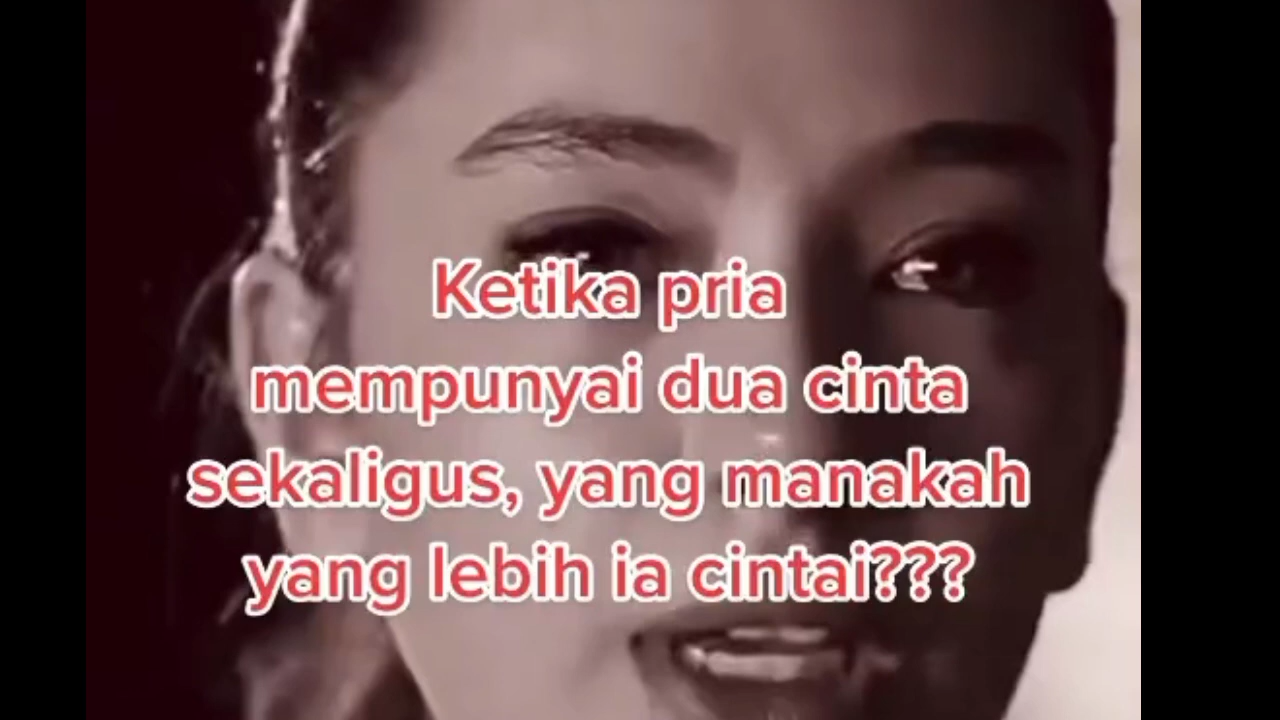 Ketika pria
mempunyai dua cinta
sekaligus, yang manakah
yang lebih ia cintai???